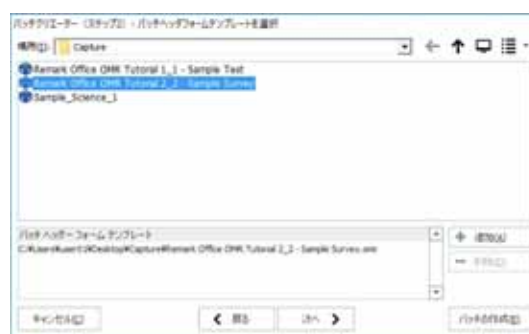 バッチクリエーター (ステップ2) - バッチヘッダフォームテンプレートを選択
場所(I): Capture
Remark Office OMR Tutorial 1_1 - Sample Test
Remark Office OMR Tutorial 2_2 - Sample Survey
Sample_Science_1
バッチ ヘッダー フォーム テンプレート
C:¥Users¥user1¥Desktop¥Capture¥Remark Office OMR Tutorial 2_2 - Sample Survey.omr
追加(A)
キャンセル(C)
戻る
次へ
バッチの作成(E)